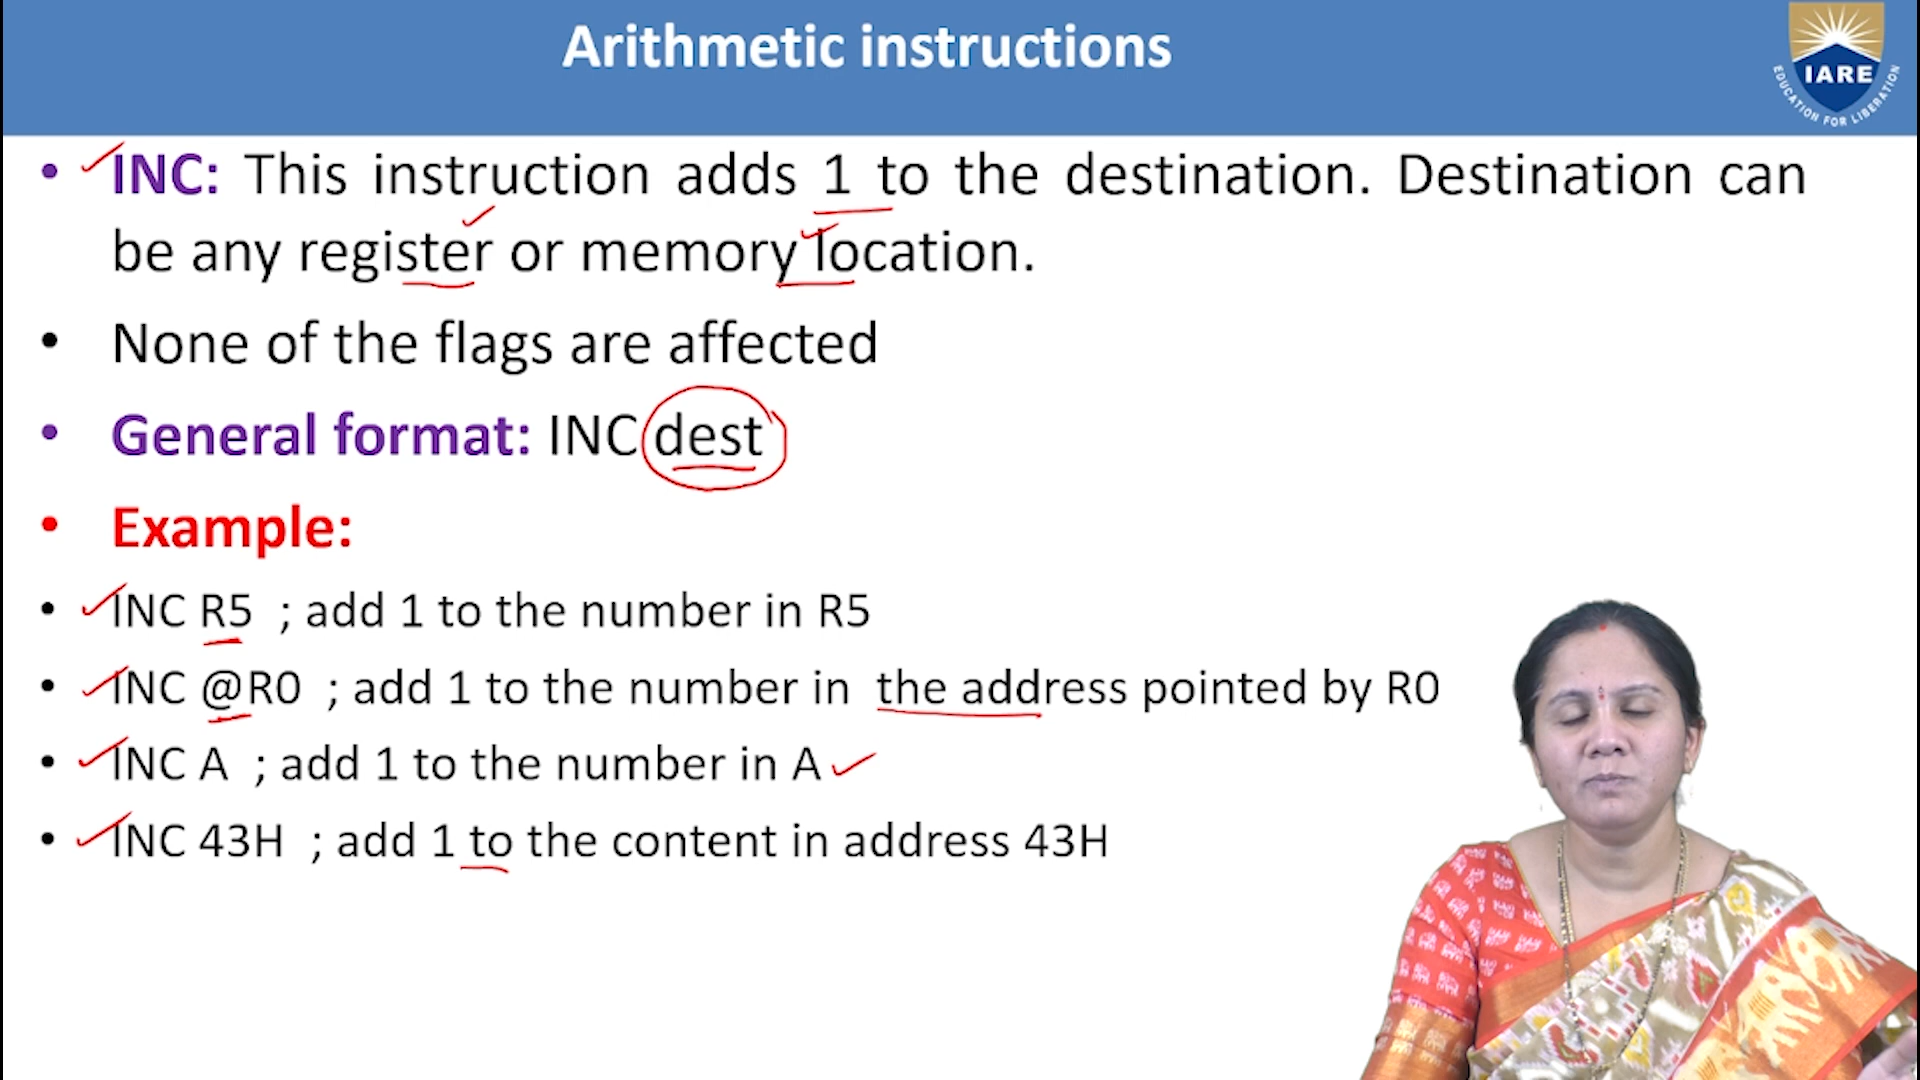 Arithmetic instructions
IARE
EDUCATION FOR LIBERATION
• INC: This instruction adds 1 to the destination. Destination can
be any register or memory location.
• None of the flags are affected
• General format: INC dest
• Example:
• INC R5 ; add 1 to the number in R5
• INC @R0 ; add 1 to the number in the address pointed by R0
• INC A ; add 1 to the number in A
• INC 43H ; add 1 to the content in address 43H